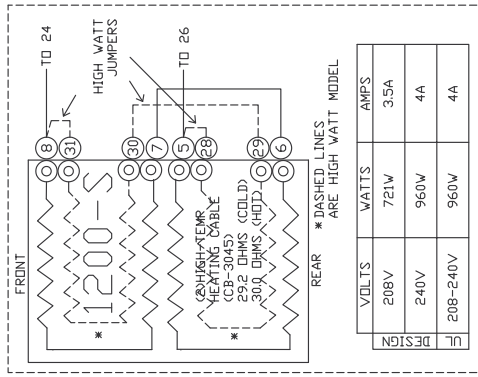 FRONT
1200-S
*
*
(2)HIGH TEMP
HEATING CABLE
(CB-3045)
29.2 OHMS (COLD)
30.0 OHMS (HOT)
REAR
8
31
30
7
5
28
29
6
TO 24
HIGH WATT
JUMPERS
TO 26
*DASHED LINES
ARE HIGH WATT MODEL
VOLTS WATTS AMPS
DESIGN 208V 721W 3.5A
240V 960W 4A
UL 208-240V 960W 4A